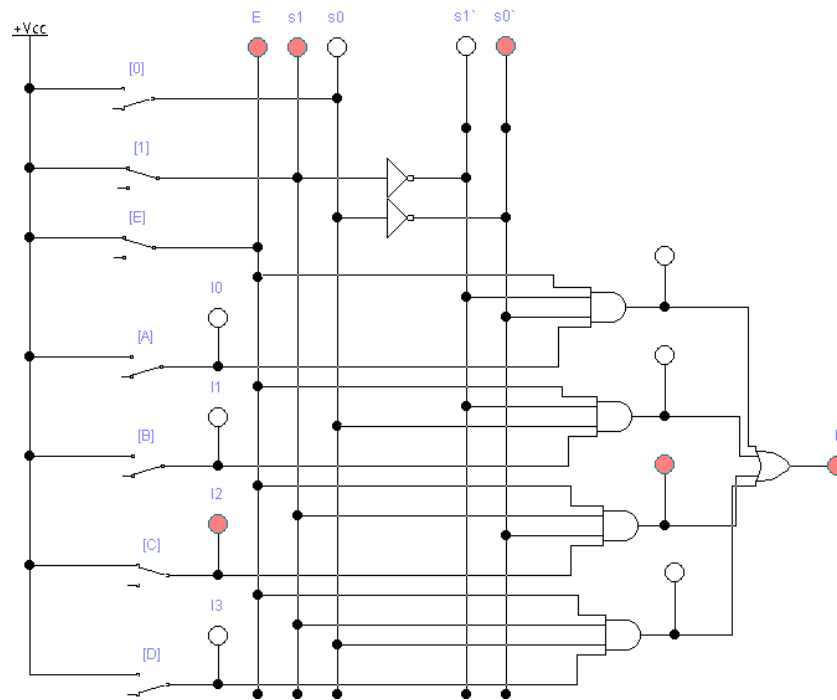 E s1 s0 s1` s0`
+Vcc
[0]
[1]
[E]
I0
[A]
I1
[B]
I2
[C]
I3
[D]